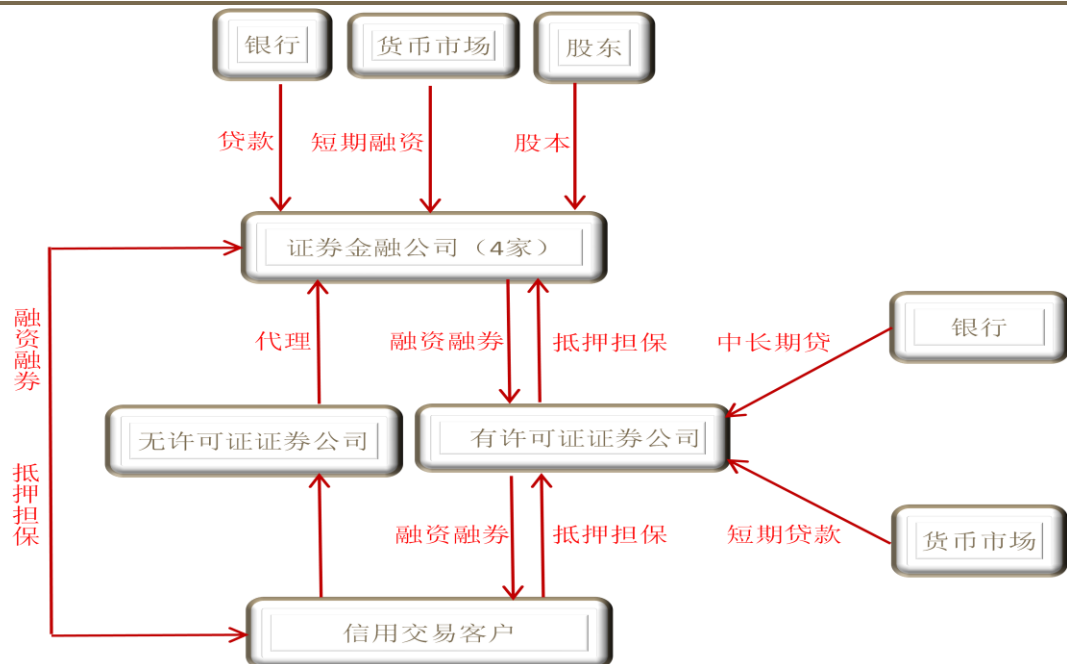 银行
货币市场
股东
贷款
短期融资
股本
证券金融公司（4家）
代理
融资融券
抵押担保
中长期贷
银行
融资融券
抵押担保
无许可证证券公司
有许可证证券公司
融资融券
抵押担保
短期贷款
货币市场
信用交易客户